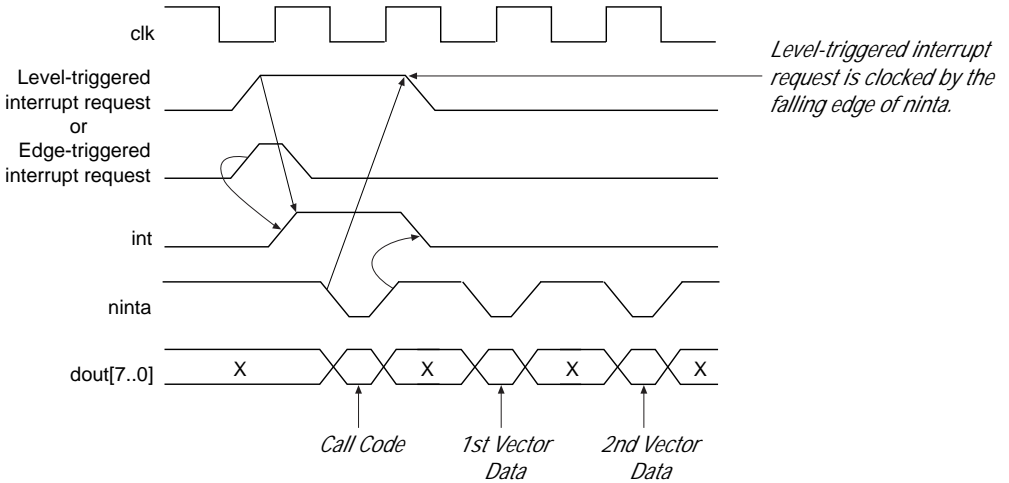 clk
Level-triggered
interrupt request
or
Edge-triggered
interrupt request
Level-triggered interrupt
request is clocked by the
falling edge of ninta.
int
ninta
dout[7..0]
X
X
X
X
Call Code
1st Vector
Data
2nd Vector
Data